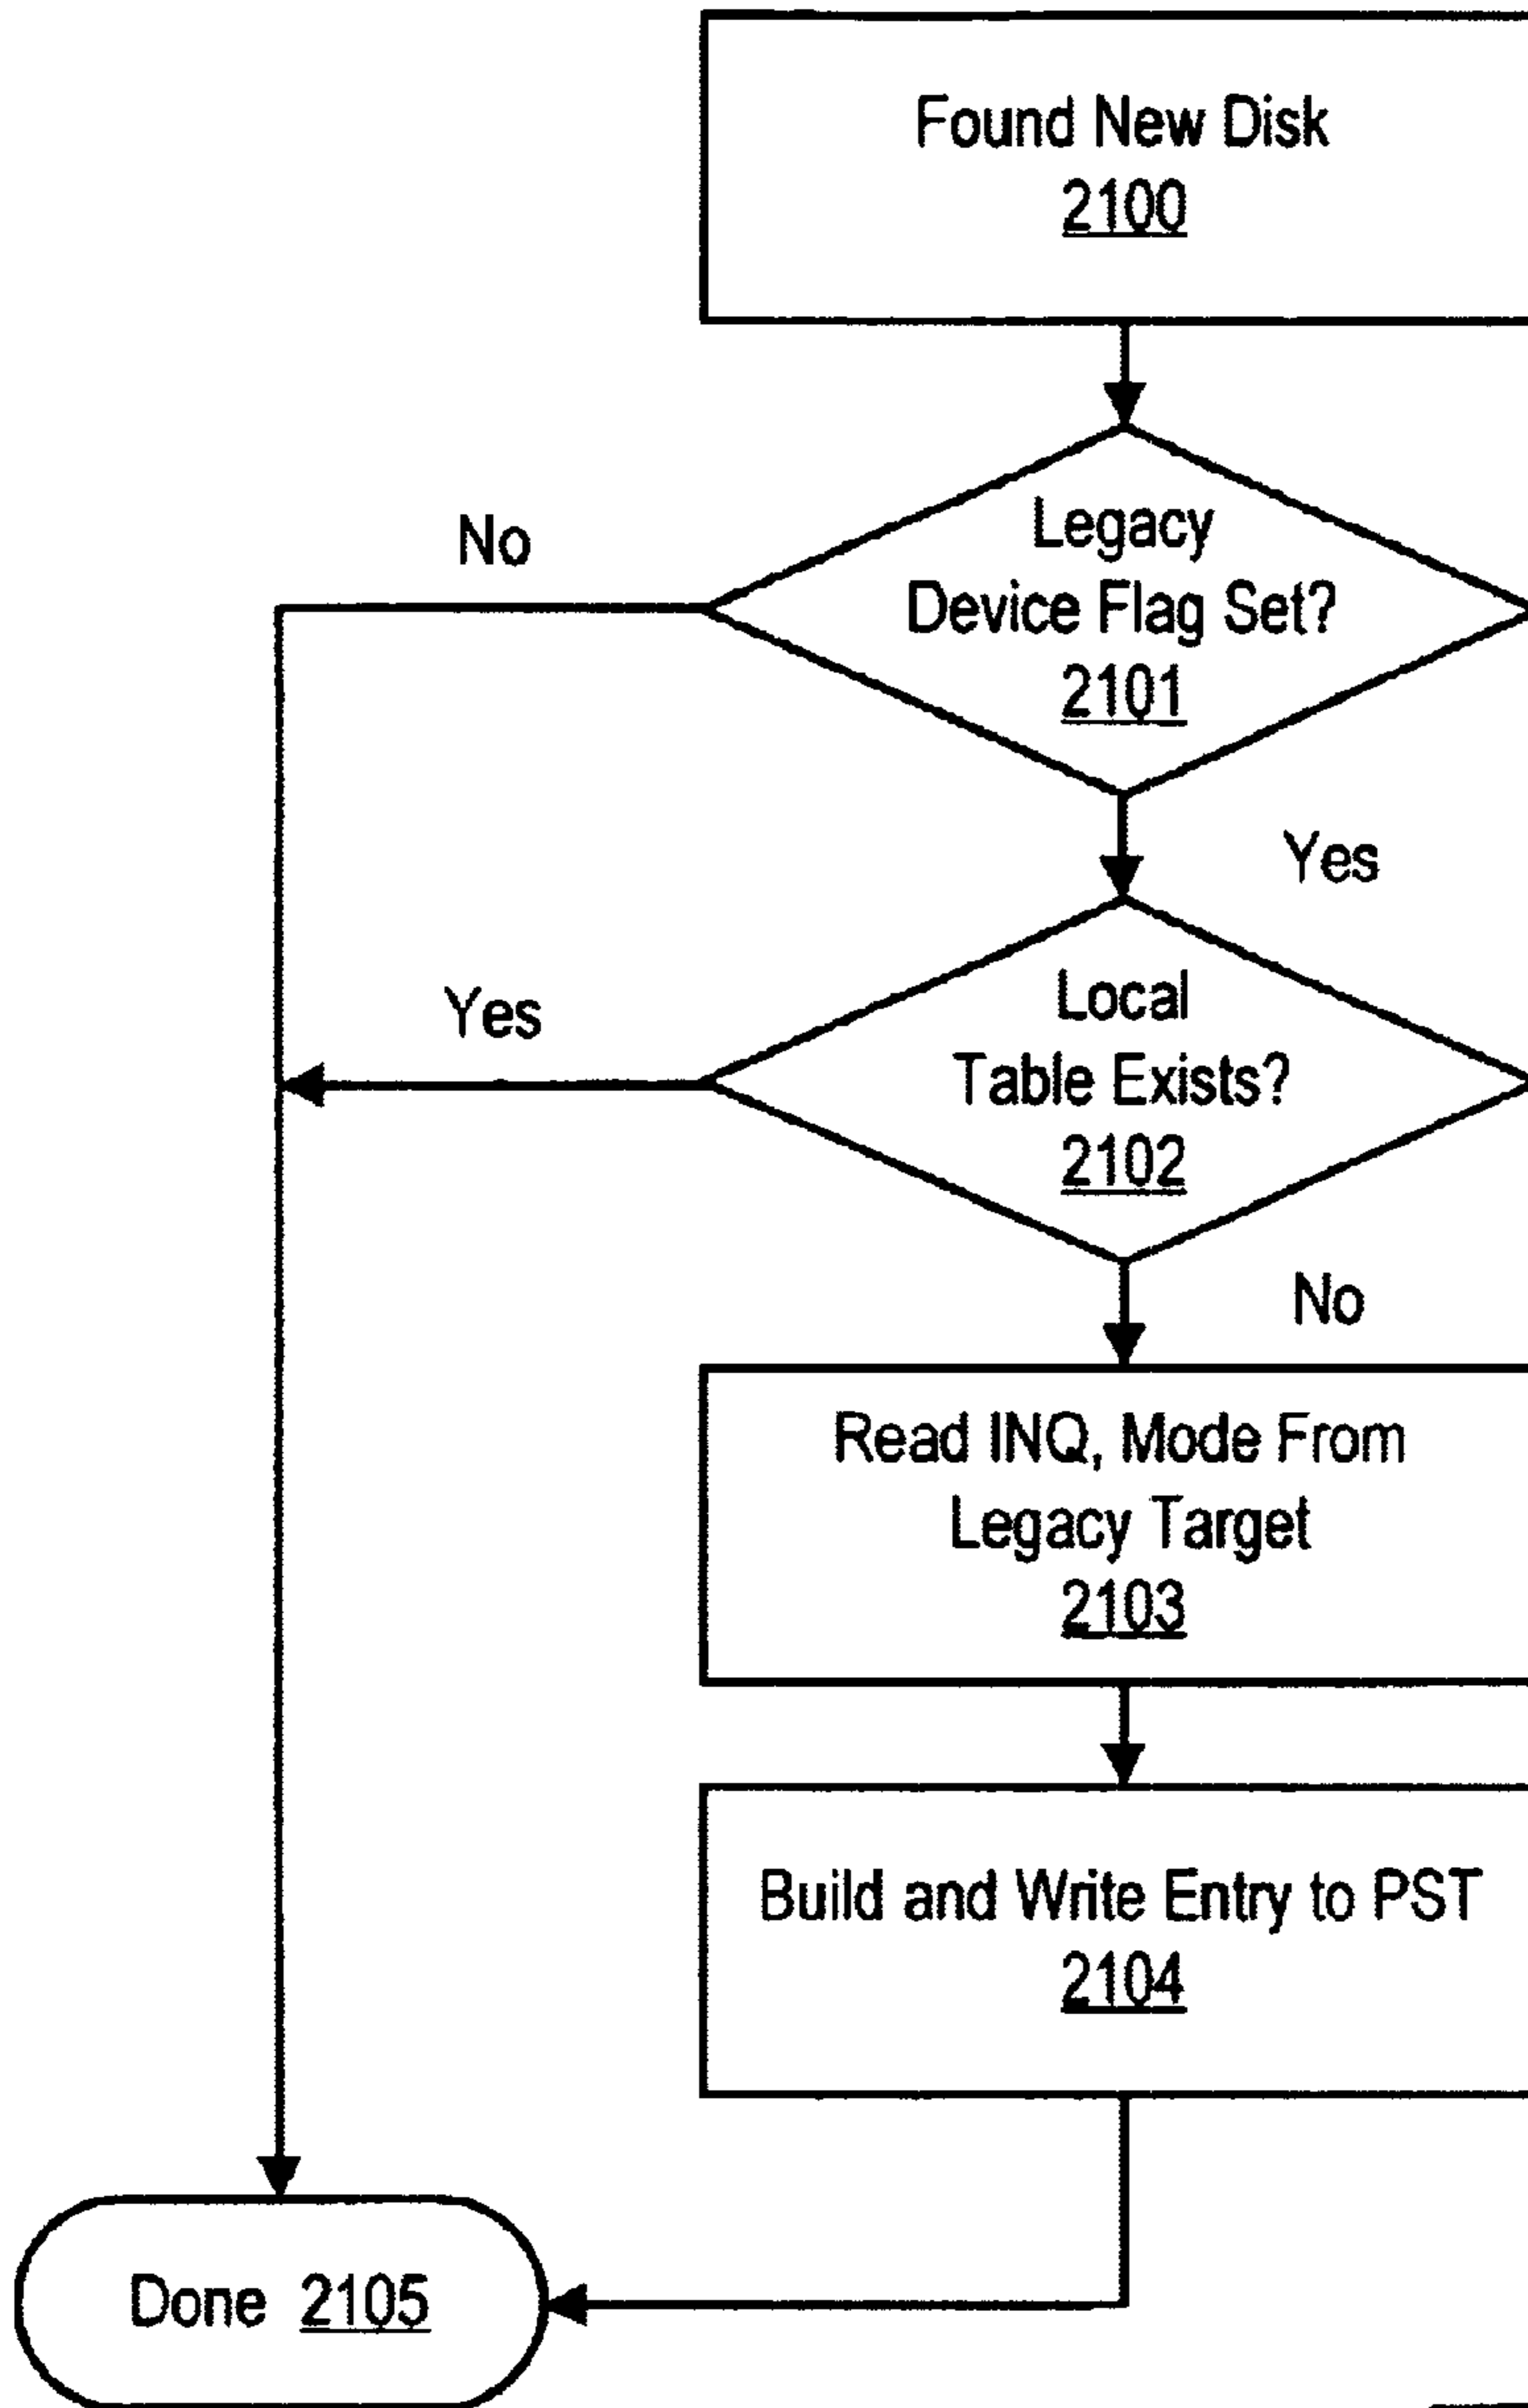 Found New Disk
2100
Legacy
Device Flag Set?
2101
No
Yes
Local
Table Exists?
2102
Yes
No
Read INQ, Mode From
Legacy Target
2103
Build and Write Entry to PST
2104
Done 2105